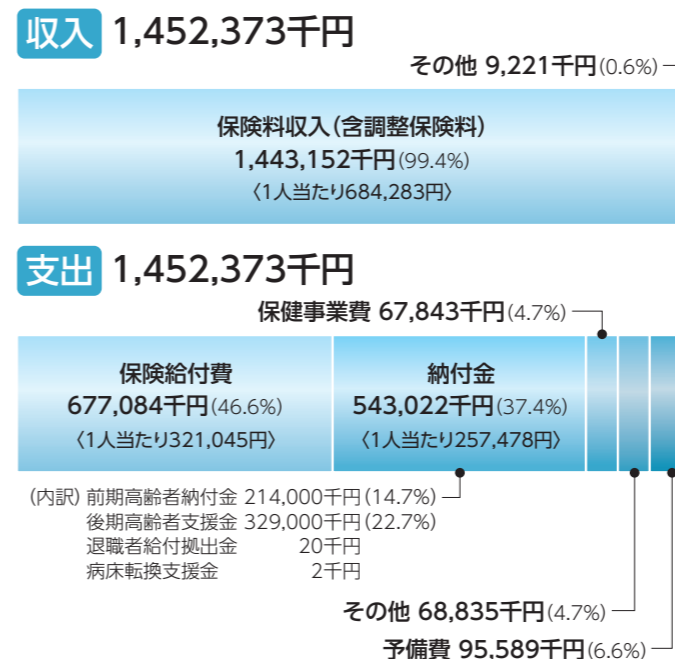 収入 1,452,373千円
その他 9,221千円(0.6%)
保険料収入(含調整保険料)
1,443,152千円(99.4%)
〈1人当たり684,283円〉
支出 1,452,373千円
保健事業費 67,843千円(4.7%)
保険給付費
677,084千円(46.6%)
〈1人当たり321,045円〉
納付金
543,022千円(37.4%)
〈1人当たり257,478円〉
(内訳) 前期高齢者納付金 214,000千円(14.7%)
後期高齢者支援金 329,000千円(22.7%)
退職者給付拠出金 20千円
病床転換支援金 2千円
その他 68,835千円(4.7%)
予備費 95,589千円(6.6%)